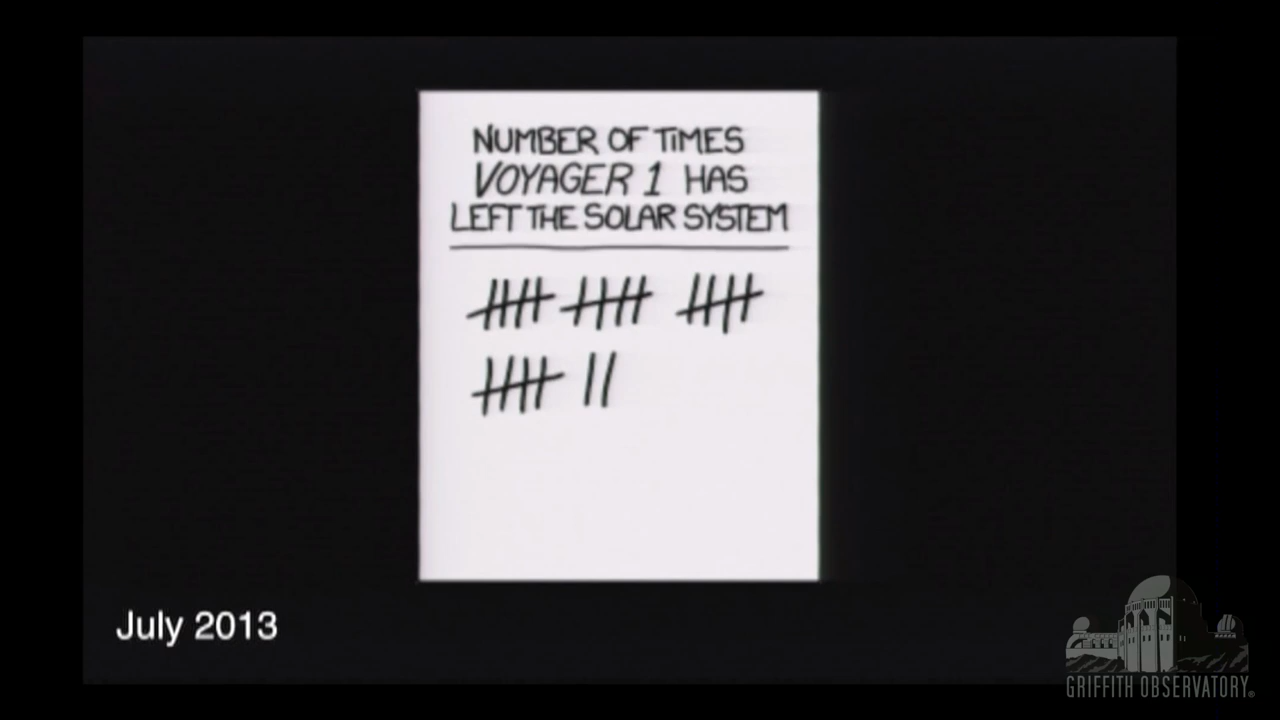 NUMBER OF TIMES
VOYAGER 1 HAS
LEFT THE SOLAR SYSTEM
July 2013
GRIFFITH OBSERVATORY®